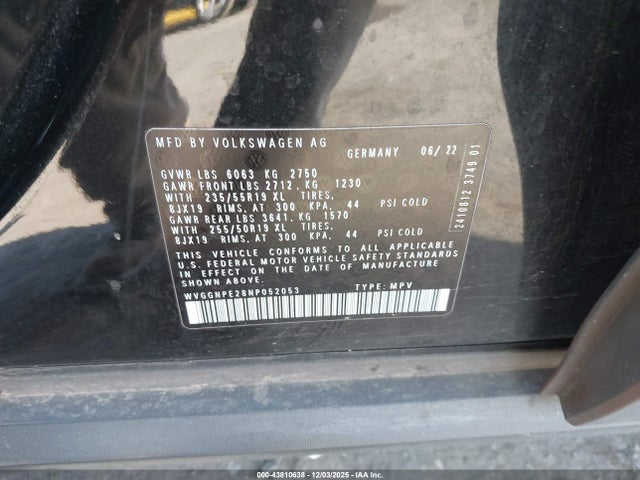 MFD BY VOLKSWAGEN AG
GERMANY 06/ 22
GVWR LBS 6063 KG 2750
GAWR FRONT LBS 2712, KG 1230
WITH 235/55R19 XL TIRES,
8JX19 RIMS, AT 300 KPA, 44 PSI COLD
GAWR REAR LBS 3641, KG 1570
WITH 255/50R19 XL TIRES,
8JX19 RIMS, AT 300 KPA, 44 PSI COLD
THIS VEHICLE CONFORMS TO ALL APPLICABLE
U.S. FEDERAL MOTOR VEHICLE SAFETY STANDARDS
IN EFFECT ON THE DATE OF MANUFACTURE
SHOWN ABOVE.
WVGGNPE28NP052053 TYPE: MPV
2410812 3749 01
000-43810638 - 12/03/2025 - IAA Inc.